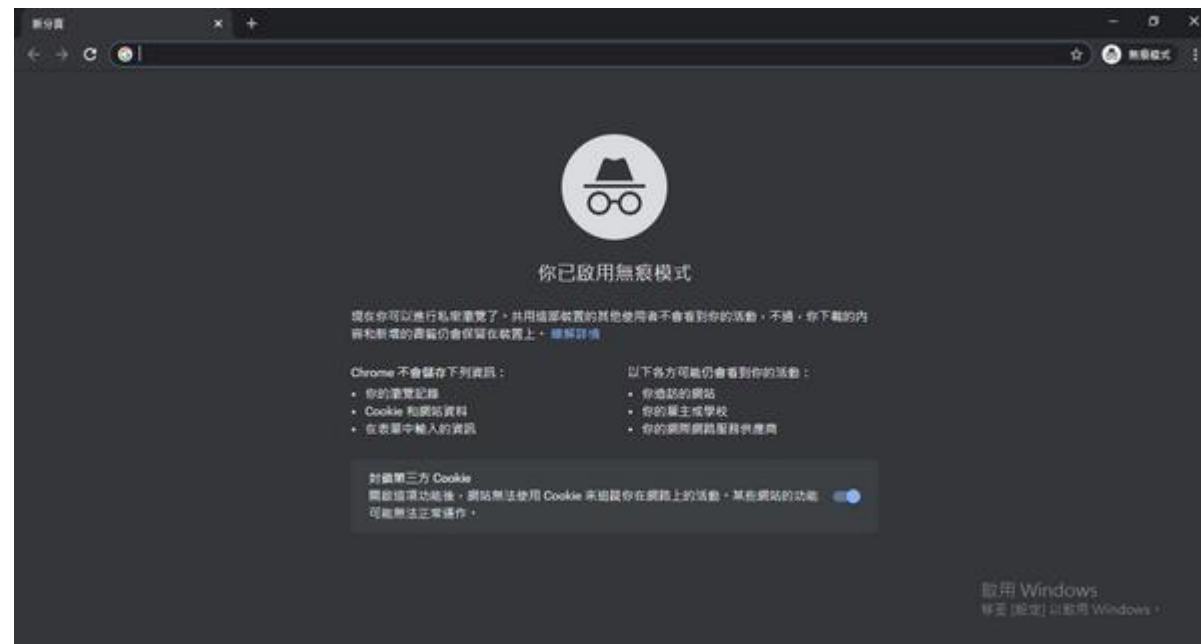 新分頁
無痕模式
你已啟用無痕模式
現在你可以進行私密瀏覽了。共用這部裝置的其他使用者不會看到你的活動，不過，你下載的內
容和新增的書籤仍會保留在裝置上。瞭解詳情
Chrome 不會儲存下列資訊：
• 你的瀏覽記錄
• Cookie 和網站資料
• 在表單中輸入的資訊
以下各方可能仍會看到你的活動：
• 你造訪的網站
• 你的雇主或學校
• 你的網際網路服務供應商
封鎖第三方 Cookie
開啟這項功能後，網站無法使用 Cookie 來追蹤你在網路上的活動。某些網站的功能
可能無法正常運作。
啟用 Windows
移至 [設定] 以啟用 Windows。